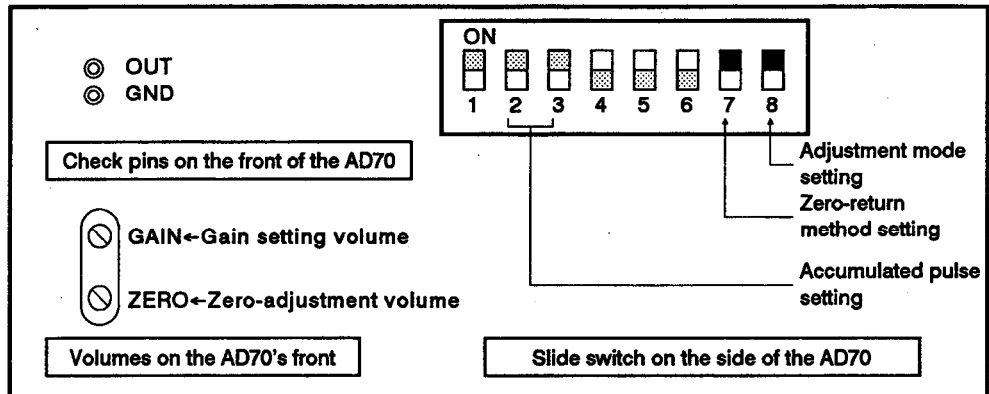 OUT
GND
Check pins on the front of the AD70
GAIN←Gain setting volume
ZERO←Zero-adjustment volume
Volumes on the AD70's front
ON
1 2 3 4 5 6 7 8
Adjustment mode
setting
Zero-return
method setting
Accumulated pulse
setting
Slide switch on the side of the AD70